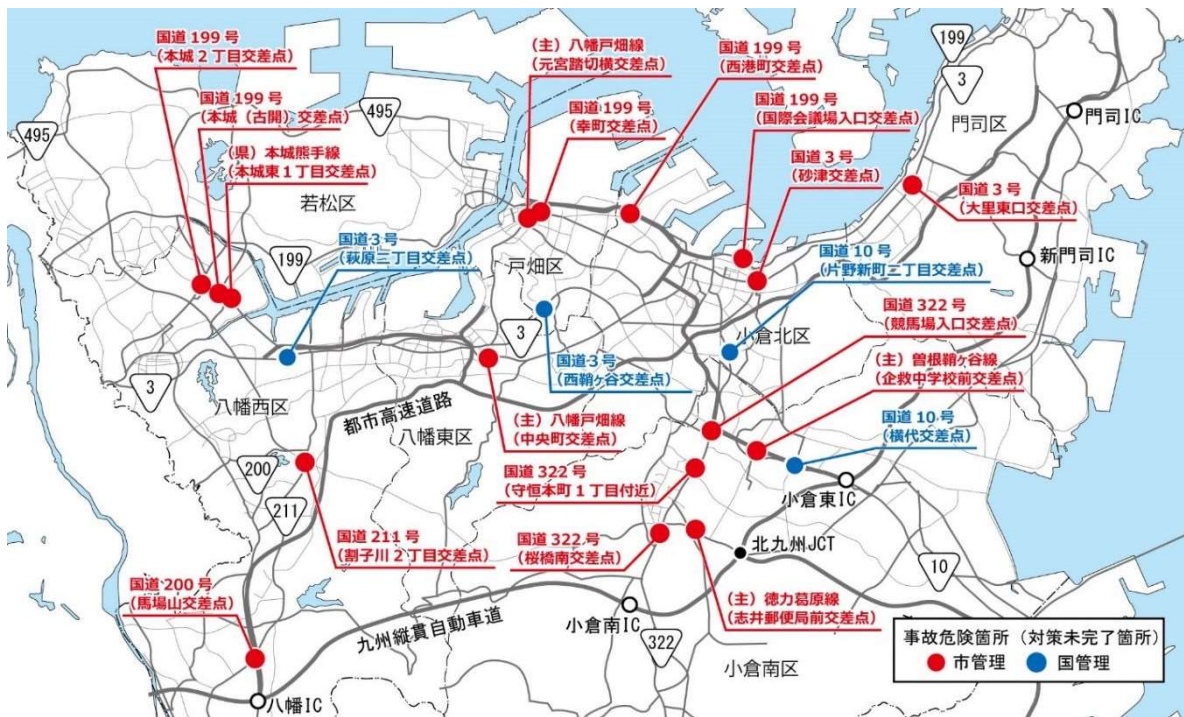 国道 199 号
（本城２丁目交差点）
国道 199 号
（本城（古開）交差点）
（県）本城熊手線
（本城東１丁目交差点）
（主）八幡戸畑線
（元宮踏切横交差点）
国道 199 号
（幸町交差点）
国道 199 号
（西港町交差点）
国道 199 号
（国際会議場入口交差点）
国道 3 号
（砂津交差点）
199
3
門司区
門司IC
国道 3 号
（大里東口交差点）
新門司IC
495
495
若松区
199
国道 3 号
（萩原二丁目交差点）
戸畑区
国道 10 号
（片野新町二丁目交差点）
小倉北区
3
国道 3 号
（西鞘ヶ谷交差点）
国道 322 号
（競馬場入口交差点）
（主）曽根鞘ヶ谷線
（企救中学校前交差点）
国道 10 号
（横代交差点）
3
八幡西区
都市高速道路
八幡東区
（主）八幡戸畑線
（中央町交差点）
200
211
国道 322 号
（守恒本町１丁目付近）
小倉東IC
国道 211 号
（割子川２丁目交差点）
国道 322 号
（桜橋南交差点）
北九州JCT
10
国道 200 号
（馬場山交差点）
九州縦貫自動車道
小倉南IC
322
（主）徳力葛原線
（志井郵便局前交差点）
小倉南区
八幡IC
事故危険箇所（対策未完了箇所）
市管理
国管理